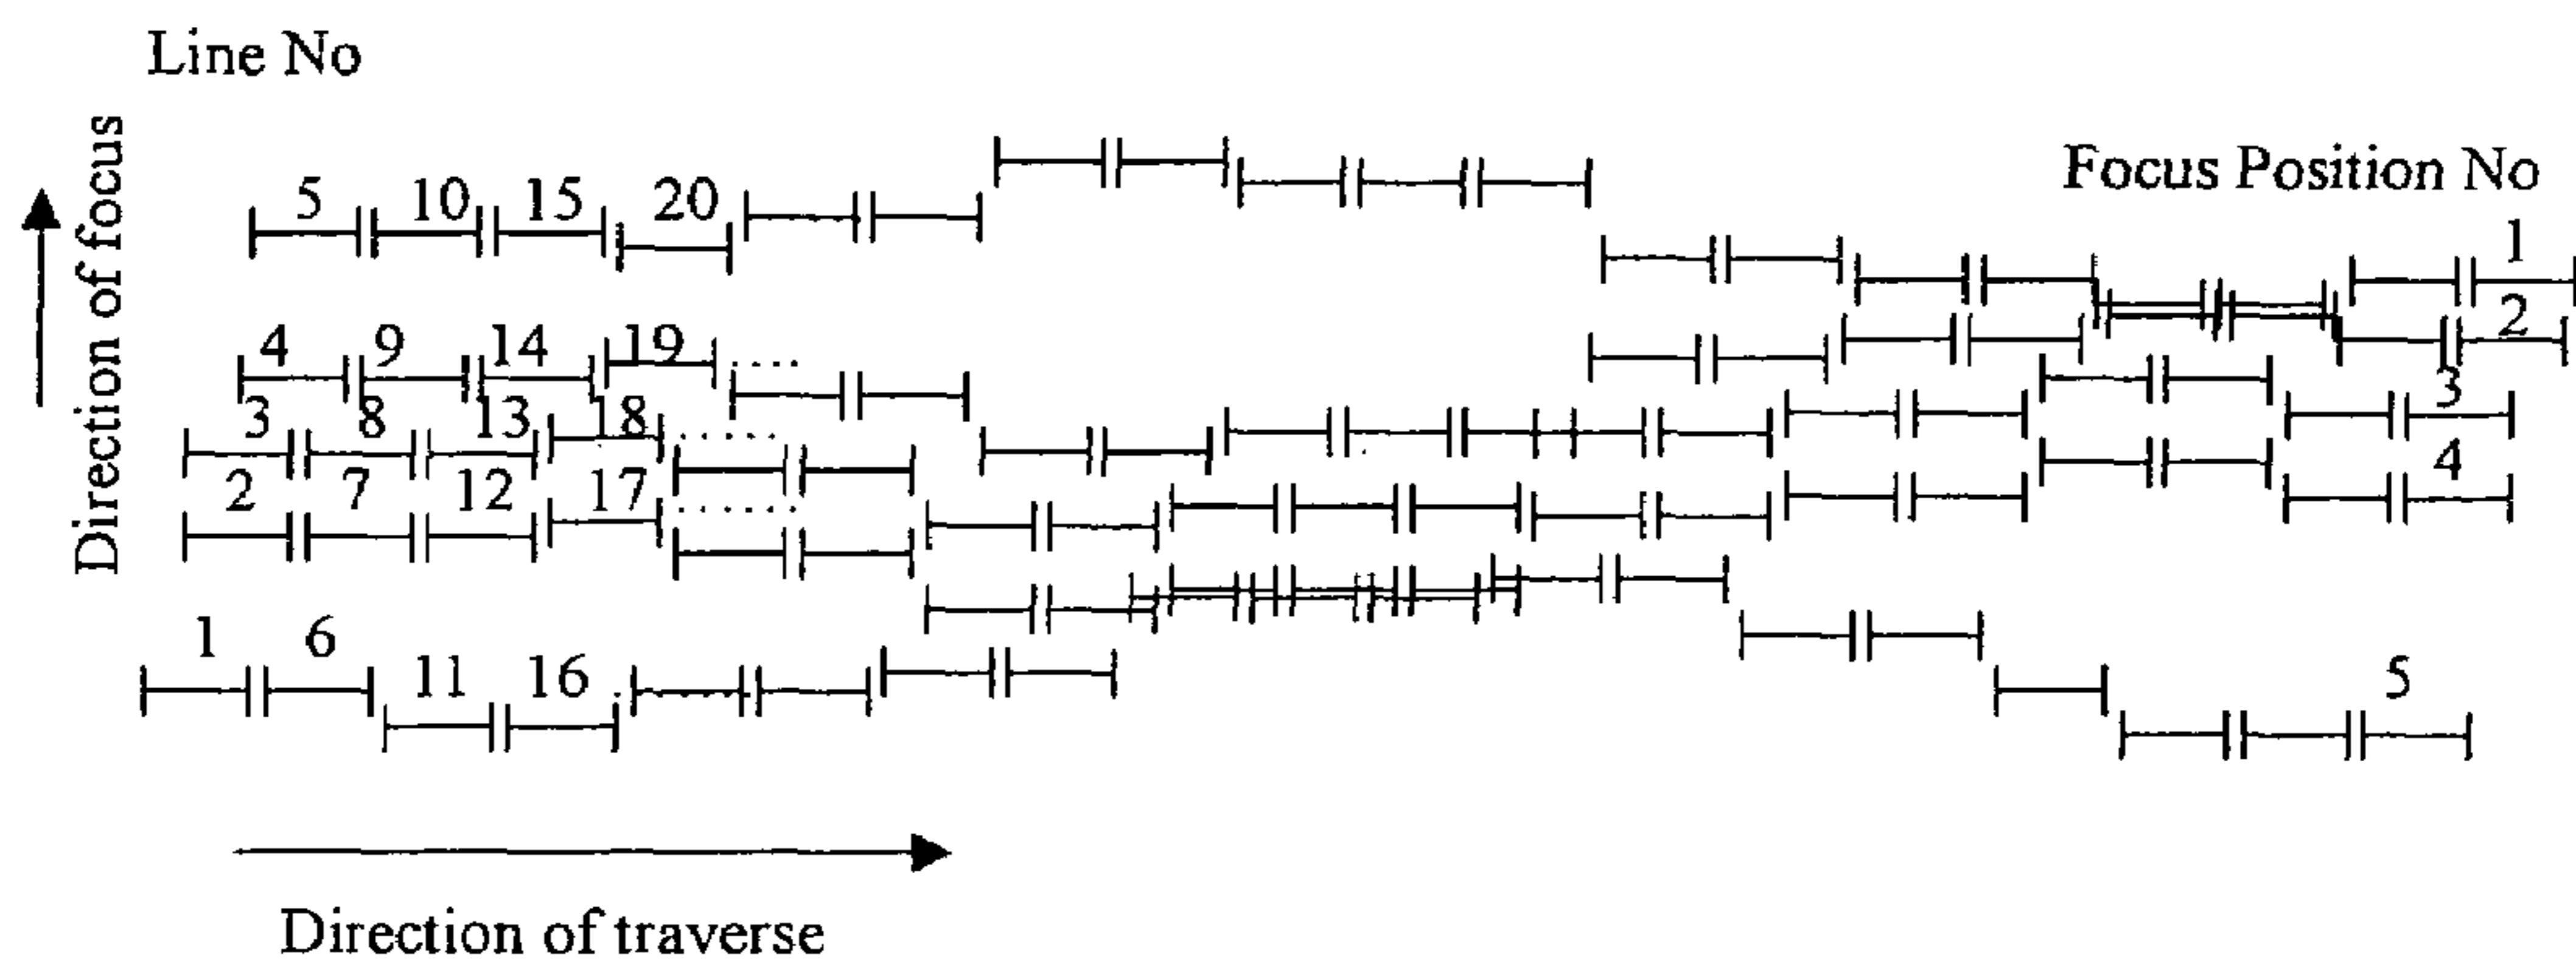 Line No
Direction of focus
Focus Position No
5 10 15 20
1
4 9 14 19
2
3 8 13 18
3
2 7 12 17
4
1 6 11 16
5
Direction of traverse